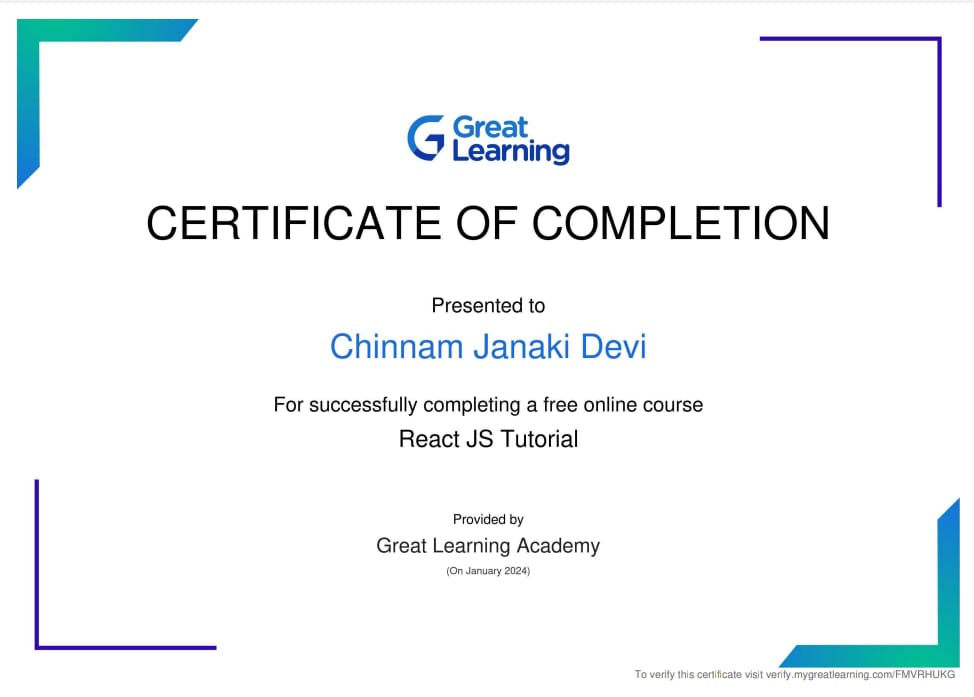 Great
Learning
CERTIFICATE OF COMPLETION
Presented to
Chinnam Janaki Devi
For successfully completing a free online course
React JS Tutorial
Provided by
Great Learning Academy
(On January 2024)
To verify this certificate visit verify.mygreatlearning.com/FMVRHUKG